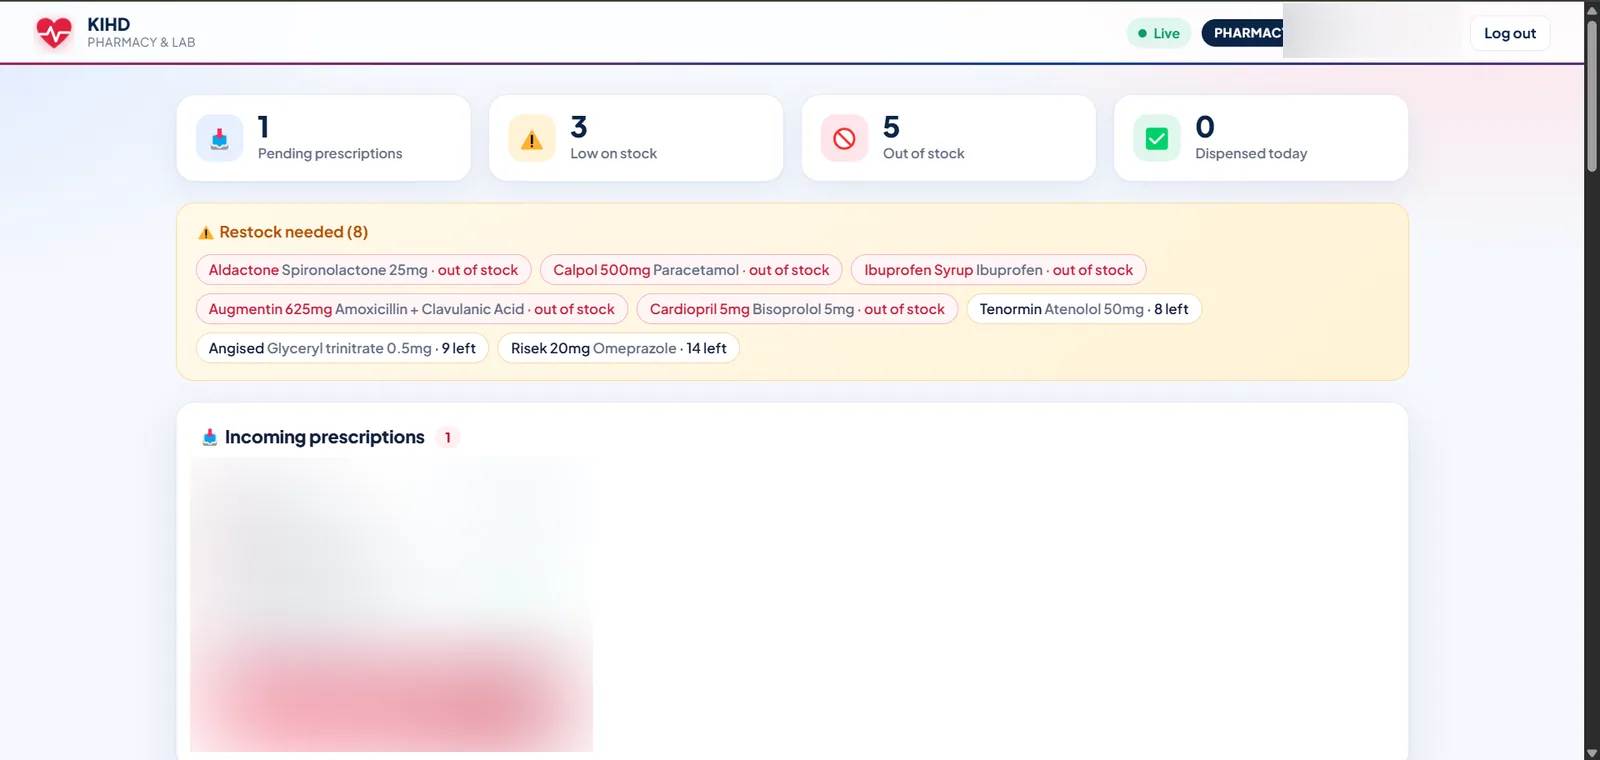 KIHD
PHARMACY & LAB
Live
PHARMAC
Log out
1
Pending prescriptions
3
Low on stock
5
Out of stock
0
Dispensed today
Restock needed (8)
Aldactone Spironolactone 25mg · out of stock
Calpol 500mg Paracetamol · out of stock
Ibuprofen Syrup Ibuprofen · out of stock
Augmentin 625mg Amoxicillin + Clavulanic Acid · out of stock
Cardiopril 5mg Bisoprolol 5mg · out of stock
Tenormin Atenolol 50mg · 8 left
Angised Glyceryl trinitrate 0.5mg · 9 left
Risek 20mg Omeprazole · 14 left
Incoming prescriptions 1